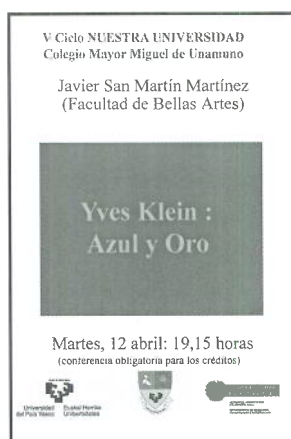 V Ciclo NUESTRA UNIVERSIDAD
Colegio Mayor Miguel de Unamuno
Javier San Martín Martínez
(Facultad de Bellas Artes)
Yves Klein :
Azul y Oro
Martes, 12 abril: 19,15 horas
(conferencia obligatoria para los créditos)
Universidad Euskal Herriko
del País Vasco Unibertsitatea